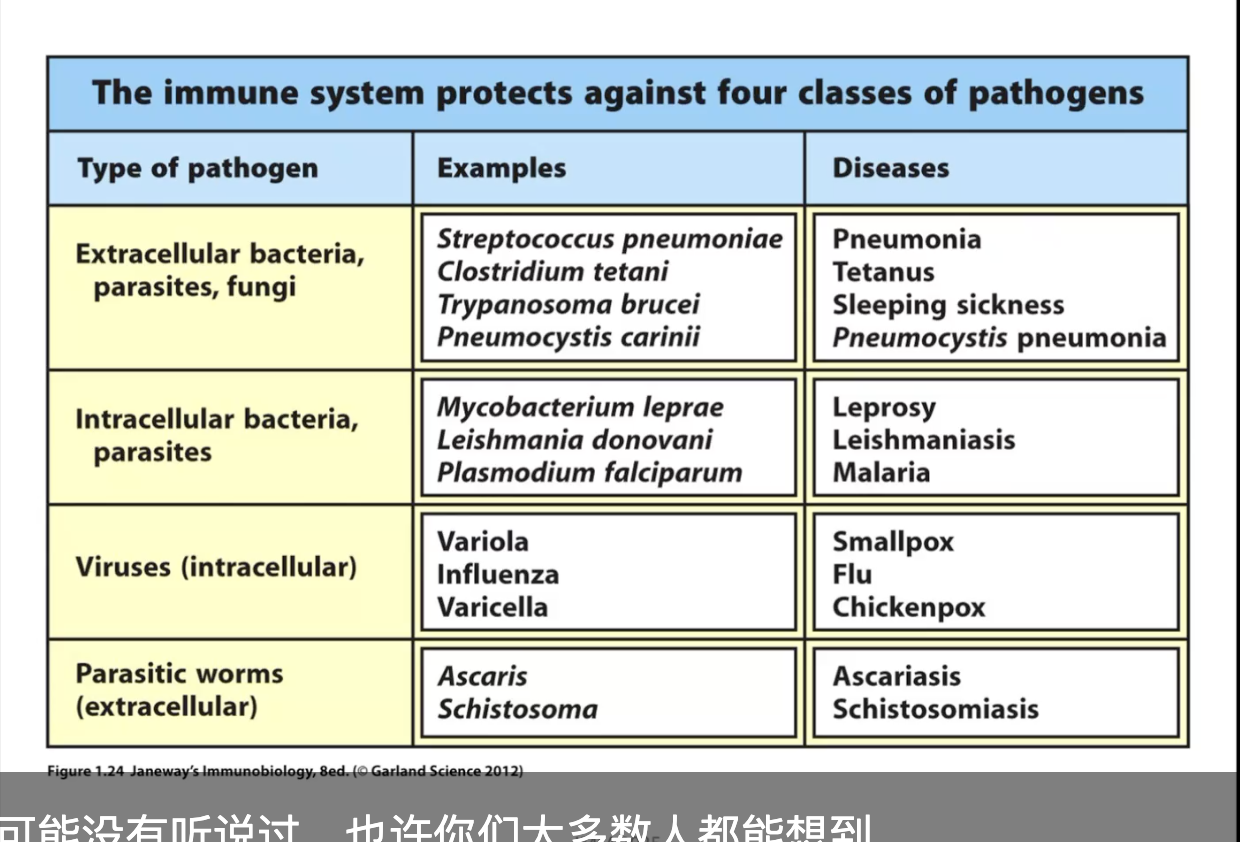 The immune system protects against four classes of pathogens
Type of pathogen
Examples
Diseases
Extracellular bacteria,
parasites, fungi
Streptococcus pneumoniae
Clostridium tetani
Trypanosoma brucei
Pneumocystis carinii
Pneumonia
Tetanus
Sleeping sickness
Pneumocystis pneumonia
Intracellular bacteria,
parasites
Mycobacterium leprae
Leishmania donovani
Plasmodium falciparum
Leprosy
Leishmaniasis
Malaria
Viruses (intracellular)
Variola
Influenza
Varicella
Smallpox
Flu
Chickenpox
Parasitic worms
(extracellular)
Ascaris
Schistosoma
Ascariasis
Schistosomiasis
Figure 1.24 Janeway's Immunobiology, 8ed. (© Garland Science 2012)
可能没有听说过 也许你们大多数人都能想到